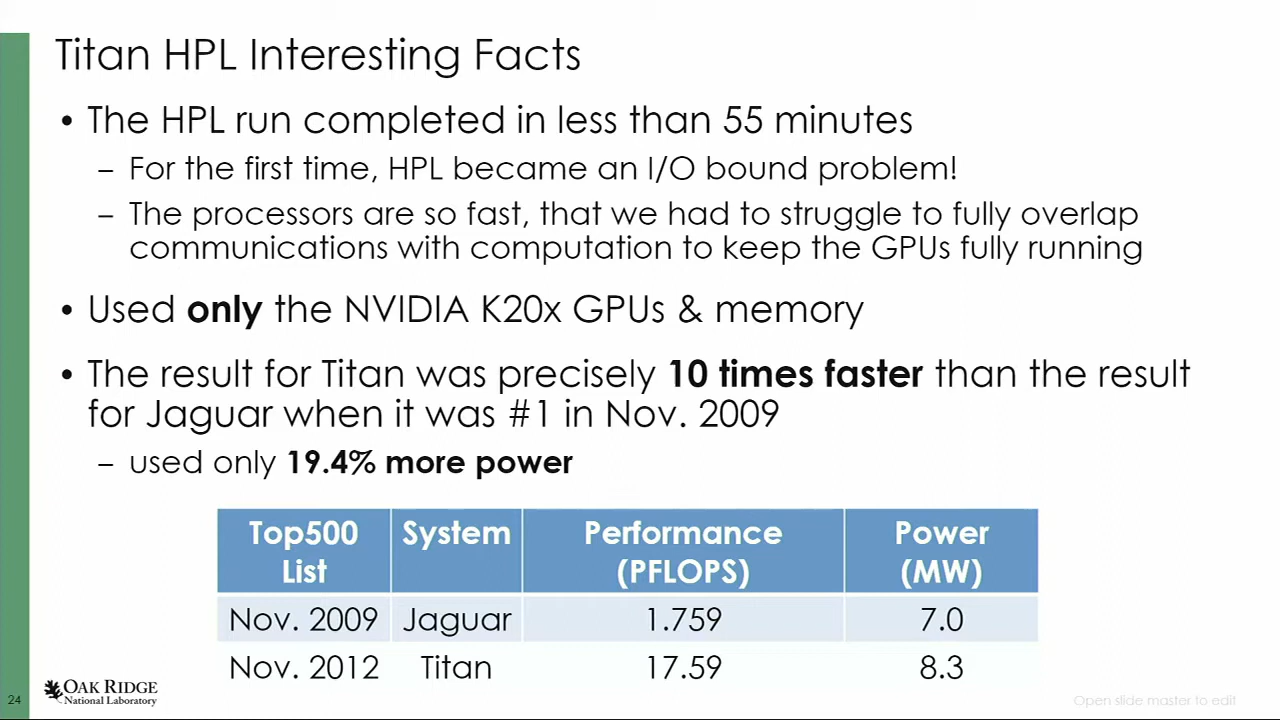 Titan HPL Interesting Facts
• The HPL run completed in less than 55 minutes
– For the first time, HPL became an I/O bound problem!
– The processors are so fast, that we had to struggle to fully overlap
communications with computation to keep the GPUs fully running
• Used only the NVIDIA K20x GPUs & memory
• The result for Titan was precisely 10 times faster than the result
for Jaguar when it was #1 in Nov. 2009
– used only 19.4% more power
Top500 List System Performance (PFLOPS) Power (MW)
Nov. 2009 Jaguar 1.759 7.0
Nov. 2012 Titan 17.59 8.3
24
OAK RIDGE
National Laboratory
Open slide master to edit